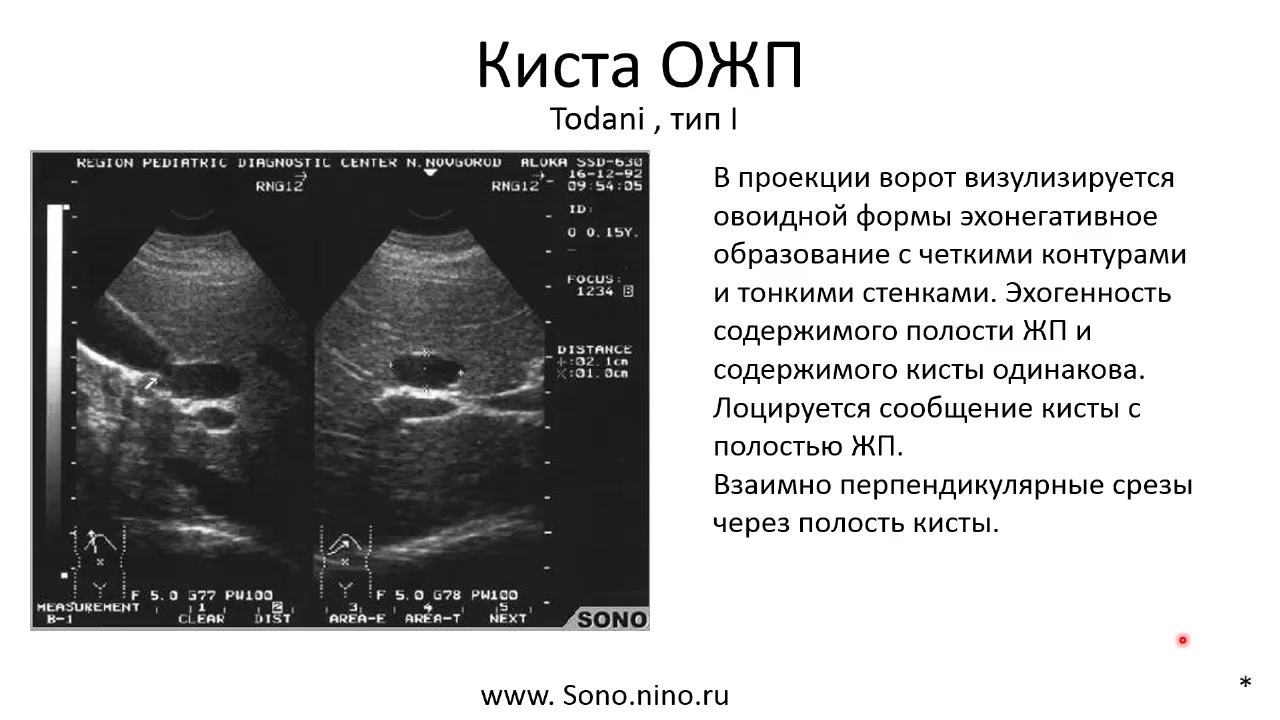 Киста ОЖП
Todani , тип I
REGION PEDIATRIC DIAGNOSTIC CENTER N.NOVGOROD ALOKA SSD-630
16-12-92
RNG12
RNG12
09:54:05
ID:
0 0.15Y.
FOCUS:
1234 B
DISTANCE
+:02.1cm
×:01.0cm
F 5.0 G77 PW100
F 5.0 G78 PW100
MEASUREMENT 1 2 3 4 5
B-1 CLEAR DIST AREA-E AREA-T NEXT
SONO
В проекции ворот визулизируется
овоидной формы эхонегативное
образование с четкими контурами
и тонкими стенками. Эхогенность
содержимого полости ЖП и
содержимого кисты одинакова.
Лоцируется сообщение кисты с
полостью ЖП.
Взаимно перпендикулярные срезы
через полость кисты.
www. Sono.nino.ru
*